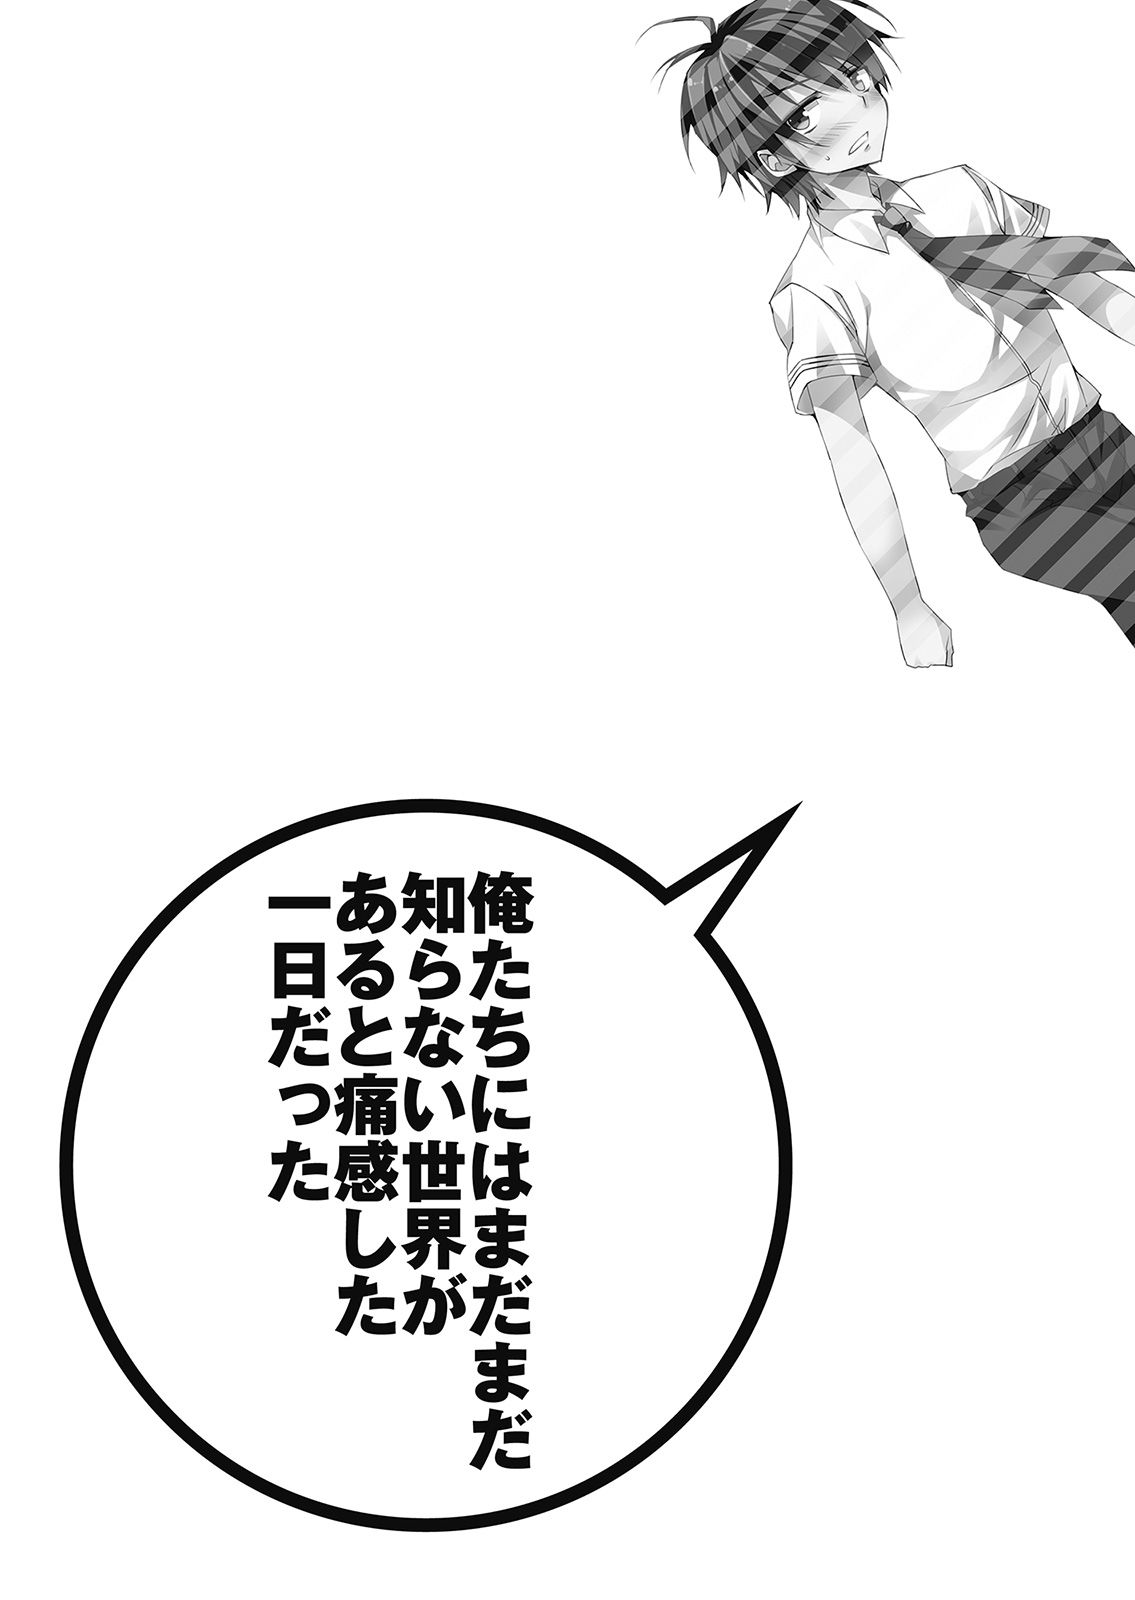 俺たちにはまだまだ
知らない世界が
あると痛感した
一日だった